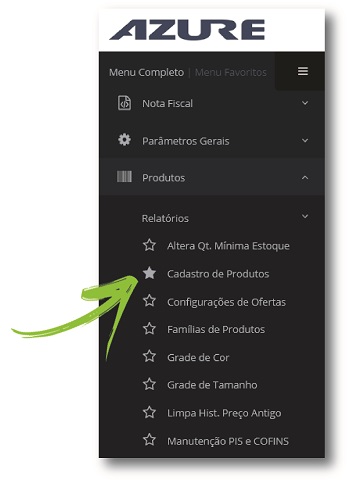 AZURE
Menu Completo | Menu Favoritos
Nota Fiscal
Parâmetros Gerais
Produtos
Relatórios
Altera Qt. Mínima Estoque
Cadastro de Produtos
Configurações de Ofertas
Famílias de Produtos
Grade de Cor
Grade de Tamanho
Limpa Hist. Preço Antigo
Manutenção PIS e COFINS